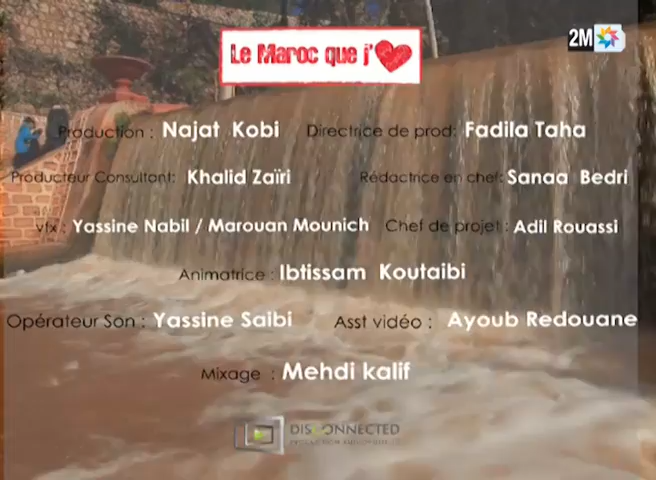 2M
Le Maroc que j'
Production : Najat Kobi Directrice de prod: Fadila Taha
Producteur Consultant: Khalid Zaïri Rédactrice en chef: Sanaa Bedri
vfx : Yassine Nabil / Marouan Mounich Chef de projet : Adil Rouassi
Animatrice : Ibtissam Koutaibi
Opérateur Son : Yassine Saibi Asst vidéo : Ayoub Redouane
Mixage : Mehdi kalif
DISCONNECTED